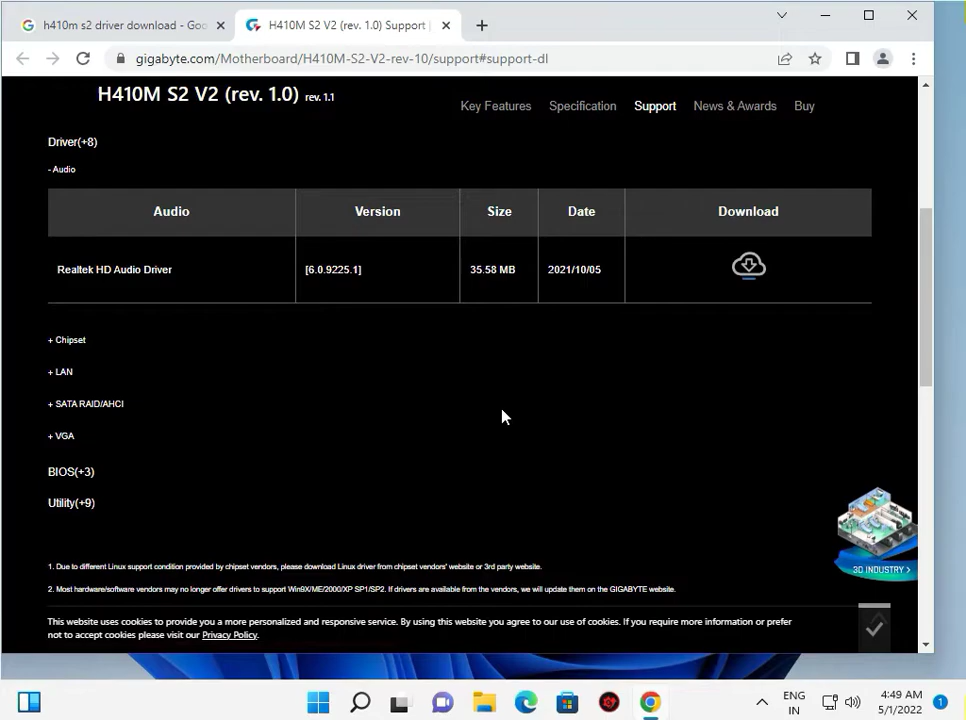 h410m s2 driver download - Goo
H410M S2 V2 (rev. 1.0) Support
gigabyte.com/Motherboard/H410M-S2-V2-rev-10/support#support-dl
H410M S2 V2 (rev. 1.0) rev. 1.1
Key Features Specification Support News & Awards Buy
Driver(+8)
- Audio
Audio Version Size Date Download
Realtek HD Audio Driver [6.0.9225.1] 35.58 MB 2021/10/05
+ Chipset
+ LAN
+ SATA RAID/AHCI
+ VGA
BIOS(+3)
Utility(+9)
3D INDUSTRY >
1. Due to different Linux support condition provided by chipset vendors, please download Linux driver from chipset vendors' website or 3rd party website.
2. Most hardware/software vendors may no longer offer drivers to support Win9X/ME/2000/XP SP1/SP2. If drivers are available from the vendors, we will update them on the GIGABYTE website.
This website uses cookies to provide you a more personalized and responsive service. By using this website you agree to our use of cookies. If you require more information or prefer
not to accept cookies please visit our Privacy Policy.
ENG
IN
4:49 AM
5/1/2022
1